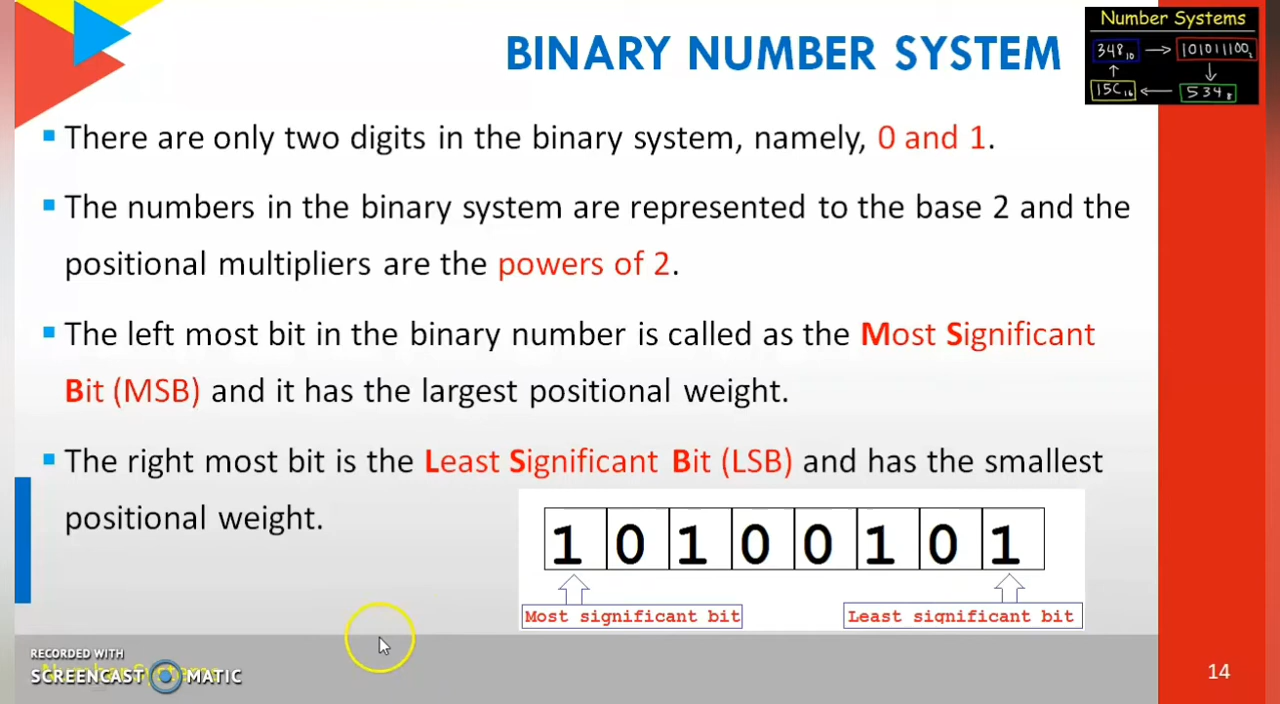 BINARY NUMBER SYSTEM
Number Systems
348₁₀ → 101011100₂
↑ ↓
15C₁₆ ← 534₈
There are only two digits in the binary system, namely, 0 and 1.
The numbers in the binary system are represented to the base 2 and the
positional multipliers are the powers of 2.
The left most bit in the binary number is called as the Most Significant
Bit (MSB) and it has the largest positional weight.
The right most bit is the Least Significant Bit (LSB) and has the smallest
positional weight.
1 0 1 0 0 1 0 1
Most significant bit Least significant bit
RECORDED WITH
SCREENCAST MATIC
Number Systems
14